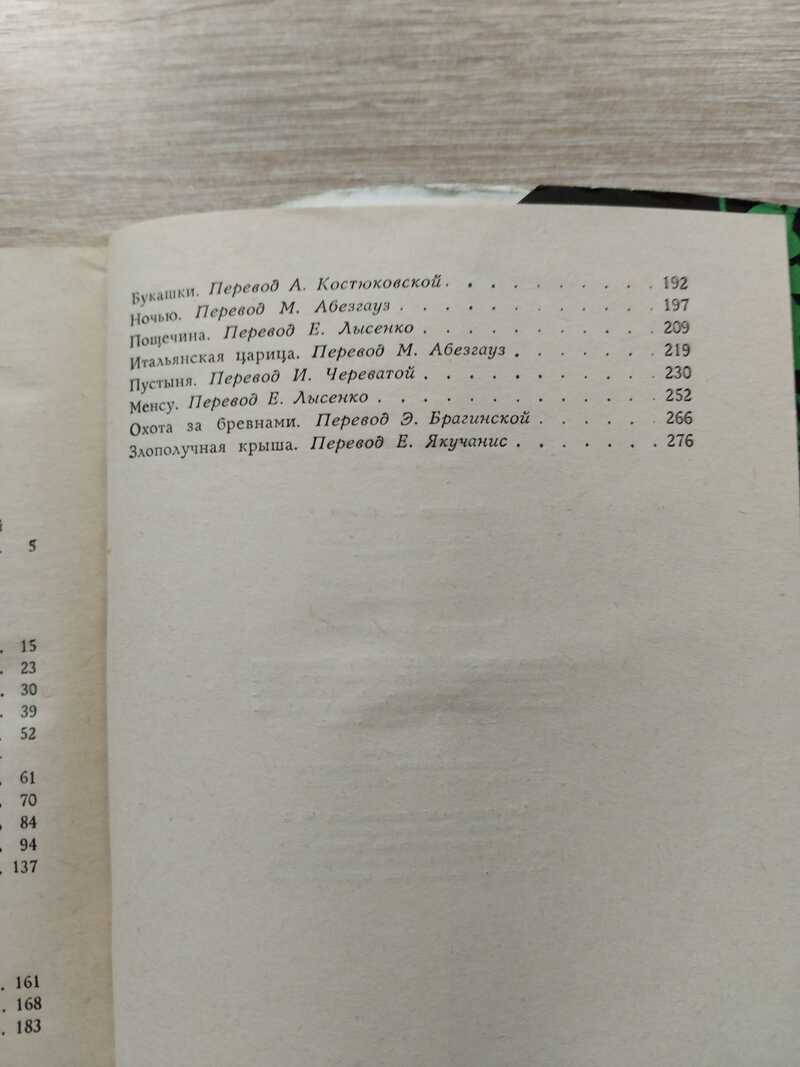 й
. 5
. 15
. 23
. 30
. 39
. 52
. 61
. 70
. 84
. 94
. 137
. 161
. 168
. 183
Букашки. Перевод А. Костюковской . . . . . . . . . 192
Ночью. Перевод М. Абезгауз . . . . . . . . . . . 197
Пощечина. Перевод Е. Лысенко . . . . . . . . . . 209
Итальянская царица. Перевод М. Абезгауз . . . . . . 219
Пустыня. Перевод И. Череватой . . . . . . . . . . 230
Менсу. Перевод Е. Лысенко . . . . . . . . . . . 252
Охота за бревнами. Перевод Э. Брагинской . . . . . 266
Злополучная крыша. Перевод Е. Якучанис . . . . . . . 276